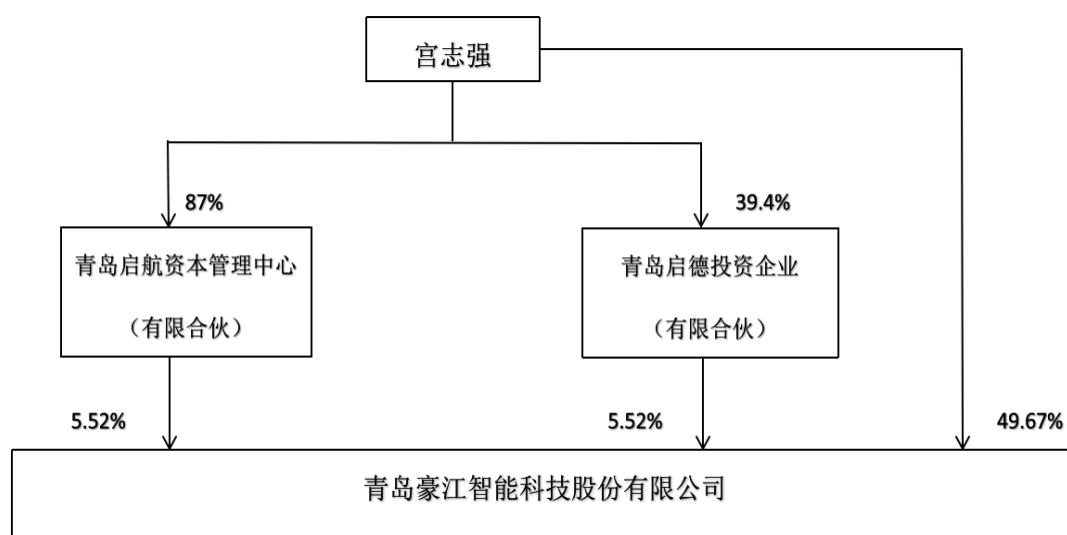 宫志强
87%
39.4%
青岛启航资本管理中心
（有限合伙）
青岛启德投资企业
（有限合伙）
5.52%
5.52%
49.67%
青岛豪江智能科技股份有限公司